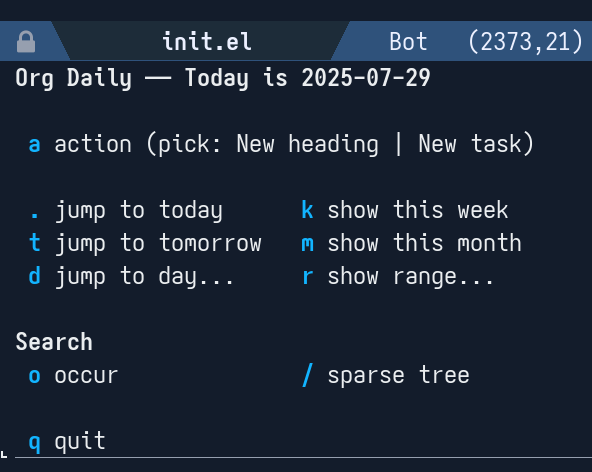 init.el Bot (2373,21)
Org Daily — Today is 2025-07-29
a action (pick: New heading | New task)
. jump to today k show this week
t jump to tomorrow m show this month
d jump to day... r show range...
Search
o occur / sparse tree
q quit